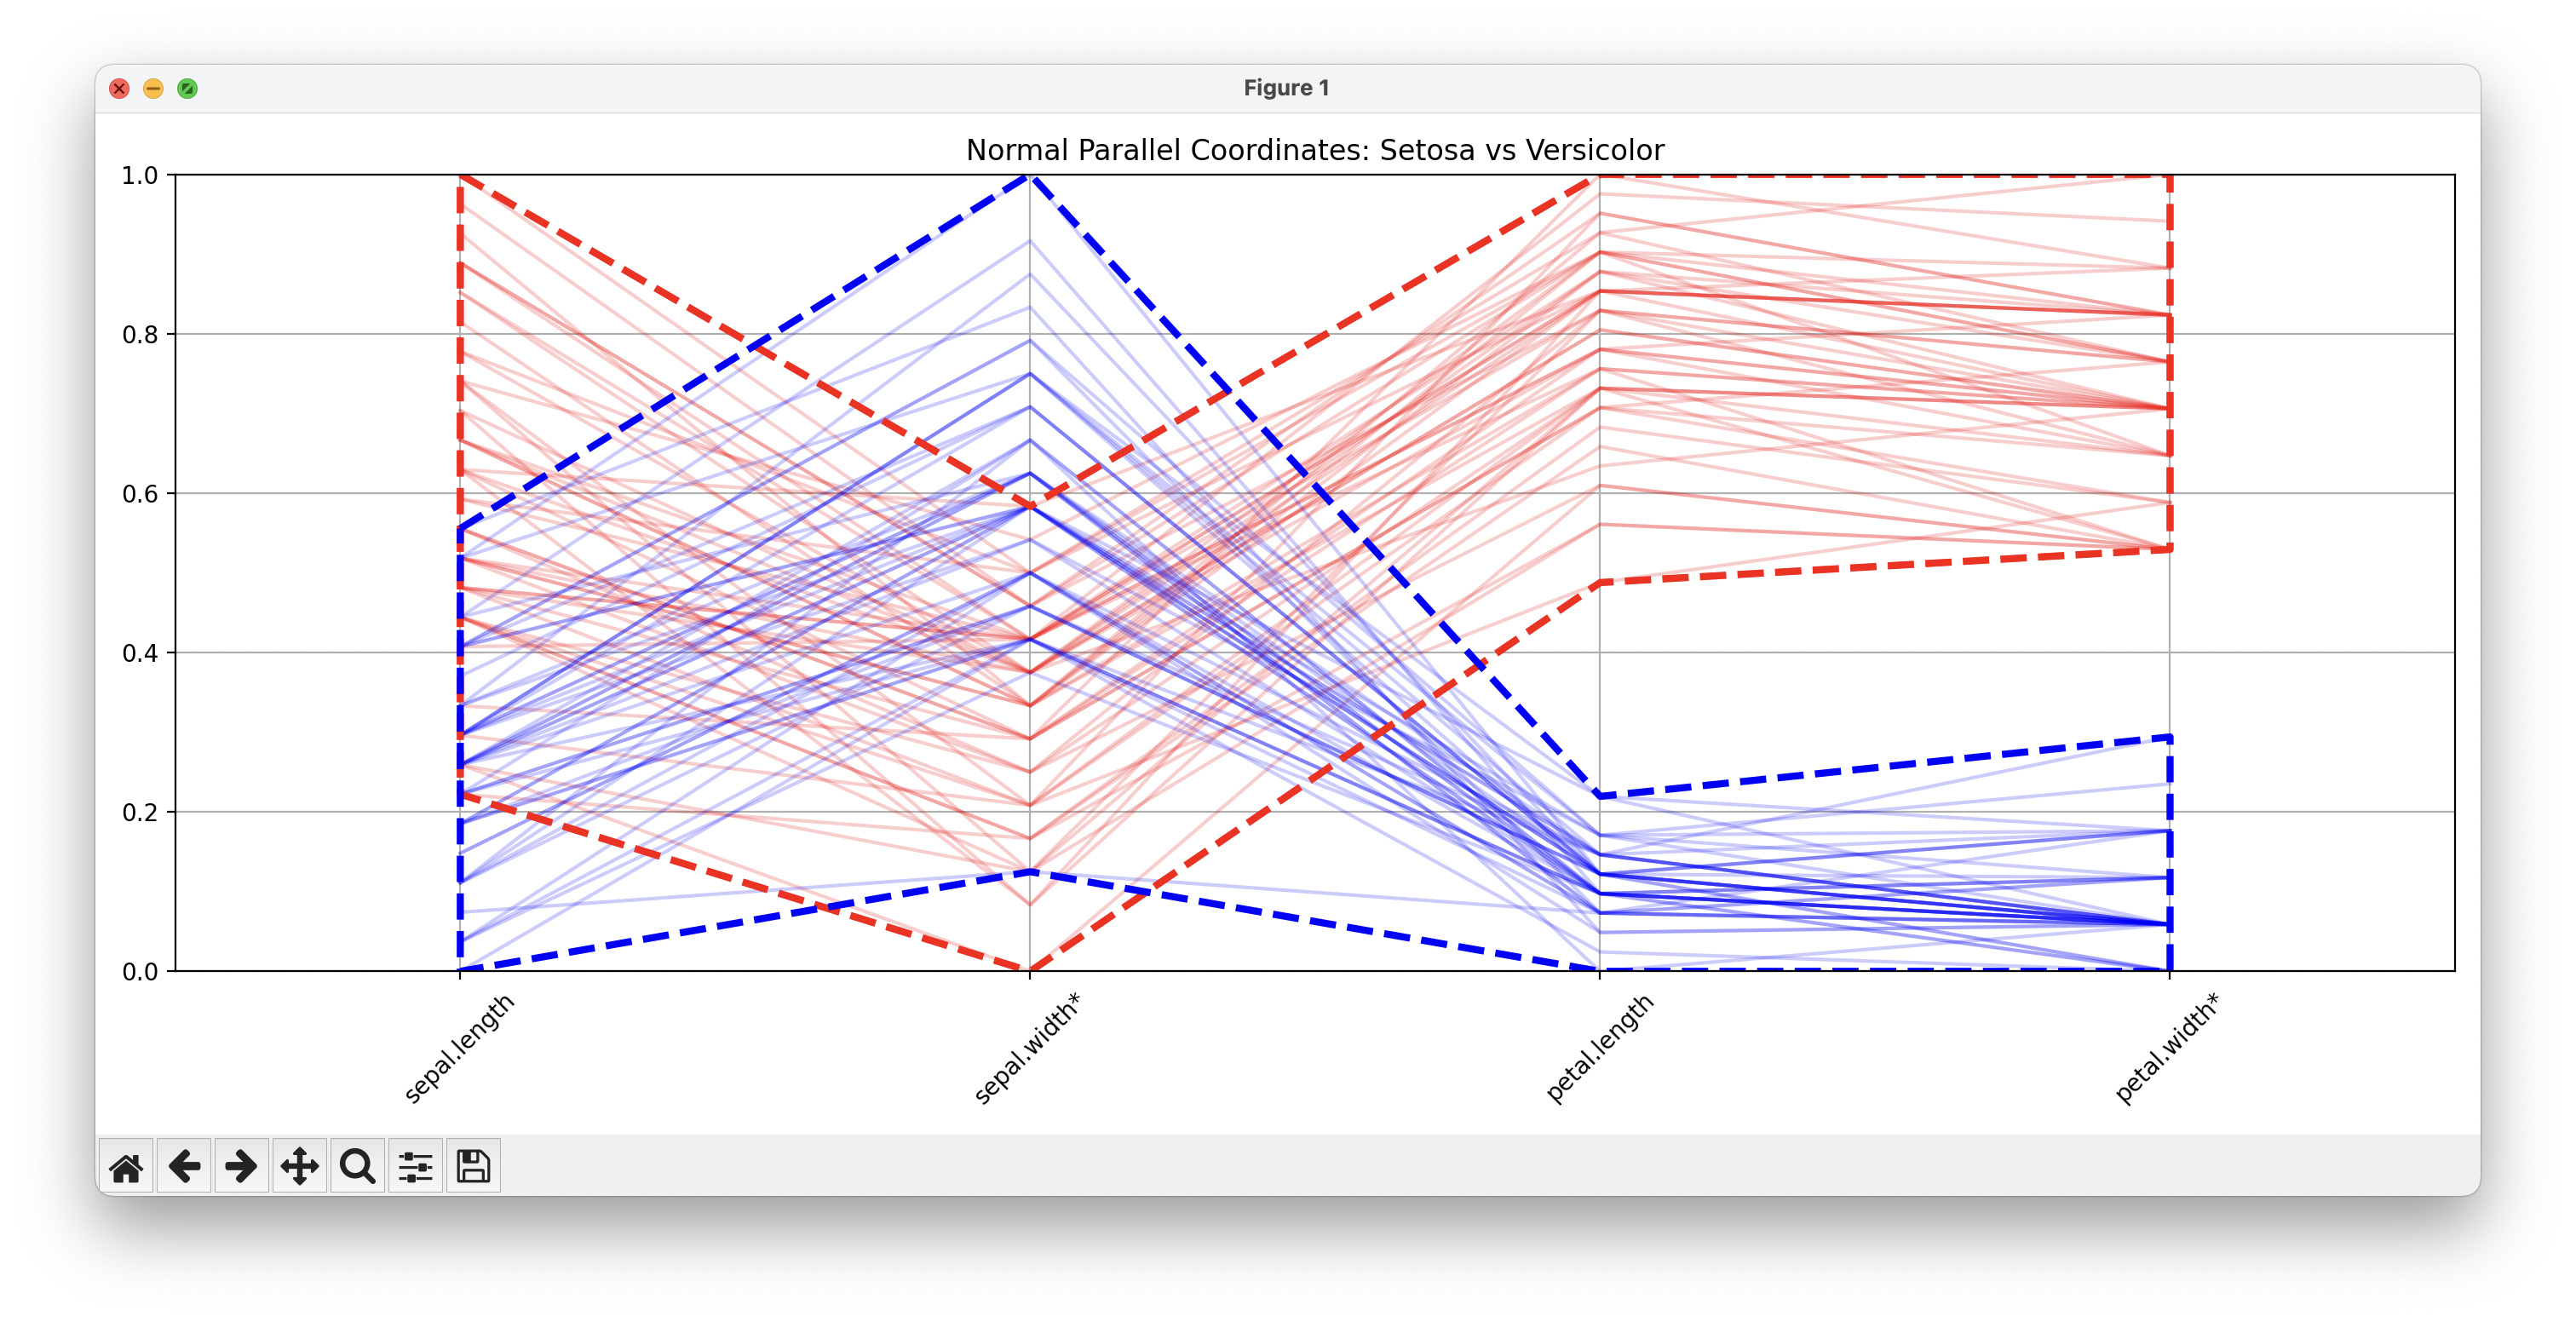 Figure 1
Normal Parallel Coordinates: Setosa vs Versicolor
1.0
0.8
0.6
0.4
0.2
0.0
sepal.length
sepal.width*
petal.length
petal.width*